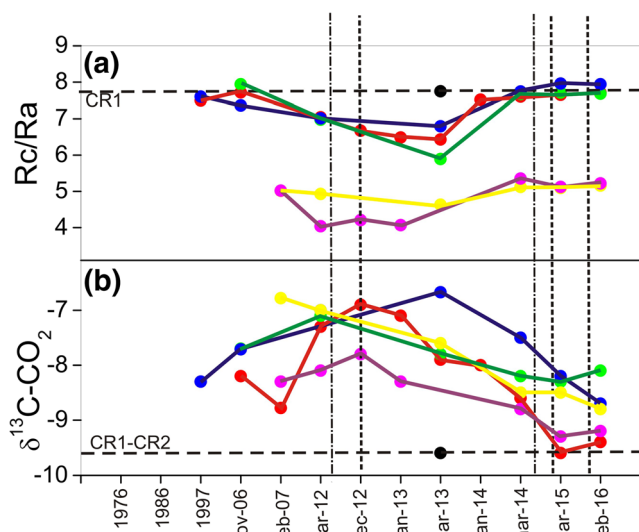 (a)
9
8
7
6
5
4
Rc/Ra
CR1
(b)
-7
-8
-9
-10
δ13C-CO2
CR1-CR2
1976
1986
1997
ov-06
eb-07
ar-12
ec-12
an-13
ar-13
an-14
ar-14
ar-15
eb-16